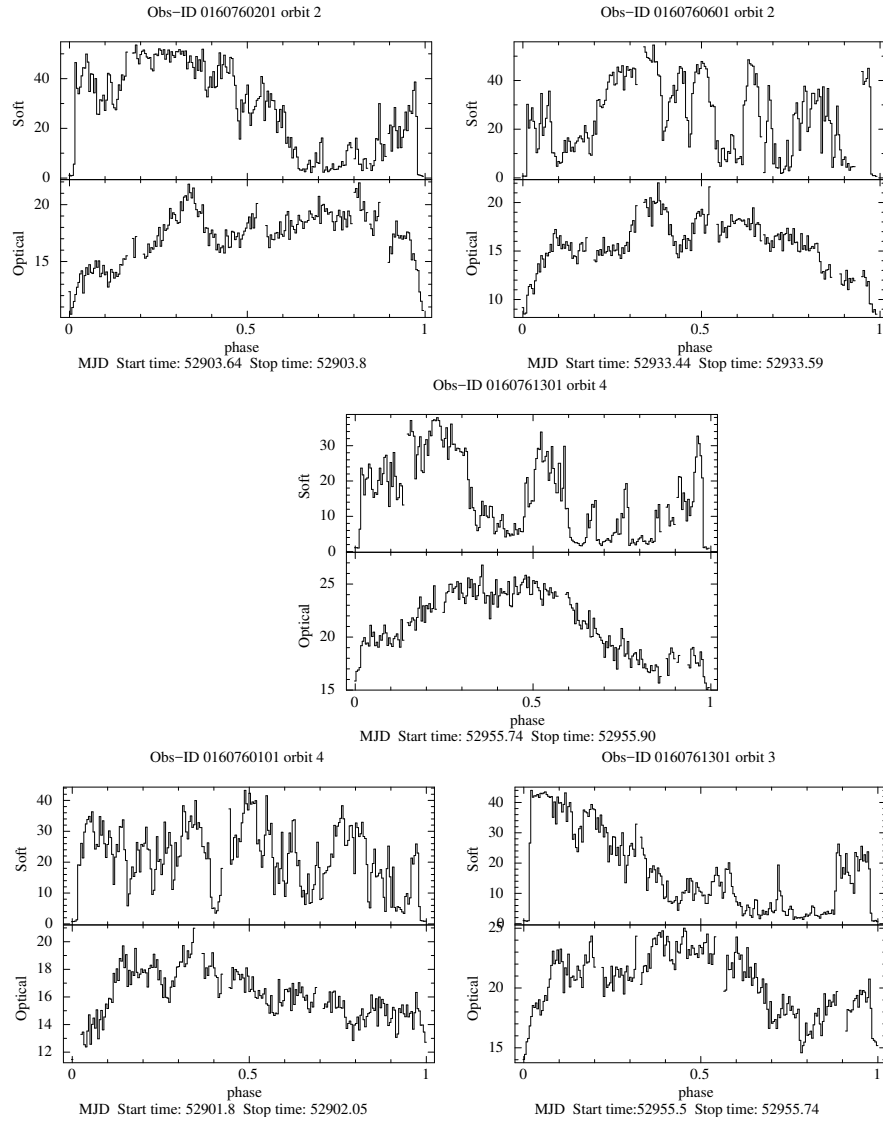 Obs−ID 0160760201 orbit 2
Soft
0
20
40
Optical
15
20
0
0.5
1
phase
MJD Start time: 52903.64 Stop time: 52903.8
Obs−ID 0160760601 orbit 2
Soft
0
20
40
60
Optical
10
15
20
0
0.5
1
phase
MJD Start time: 52933.44 Stop time: 52933.59
Obs−ID 0160761301 orbit 4
Soft
0
10
20
30
Optical
15
20
25
0
0.5
1
phase
MJD Start time: 52955.74 Stop time: 52955.90
Obs−ID 0160760101 orbit 4
Soft
0
10
20
30
40
Optical
12
14
16
18
20
0
0.5
1
phase
MJD Start time: 52901.8 Stop time: 52902.05
Obs−ID 0160761301 orbit 3
Soft
0
10
20
30
40
Optical
15
20
25
0
0.5
1
phase
MJD Start time:52955.5 Stop time: 52955.74